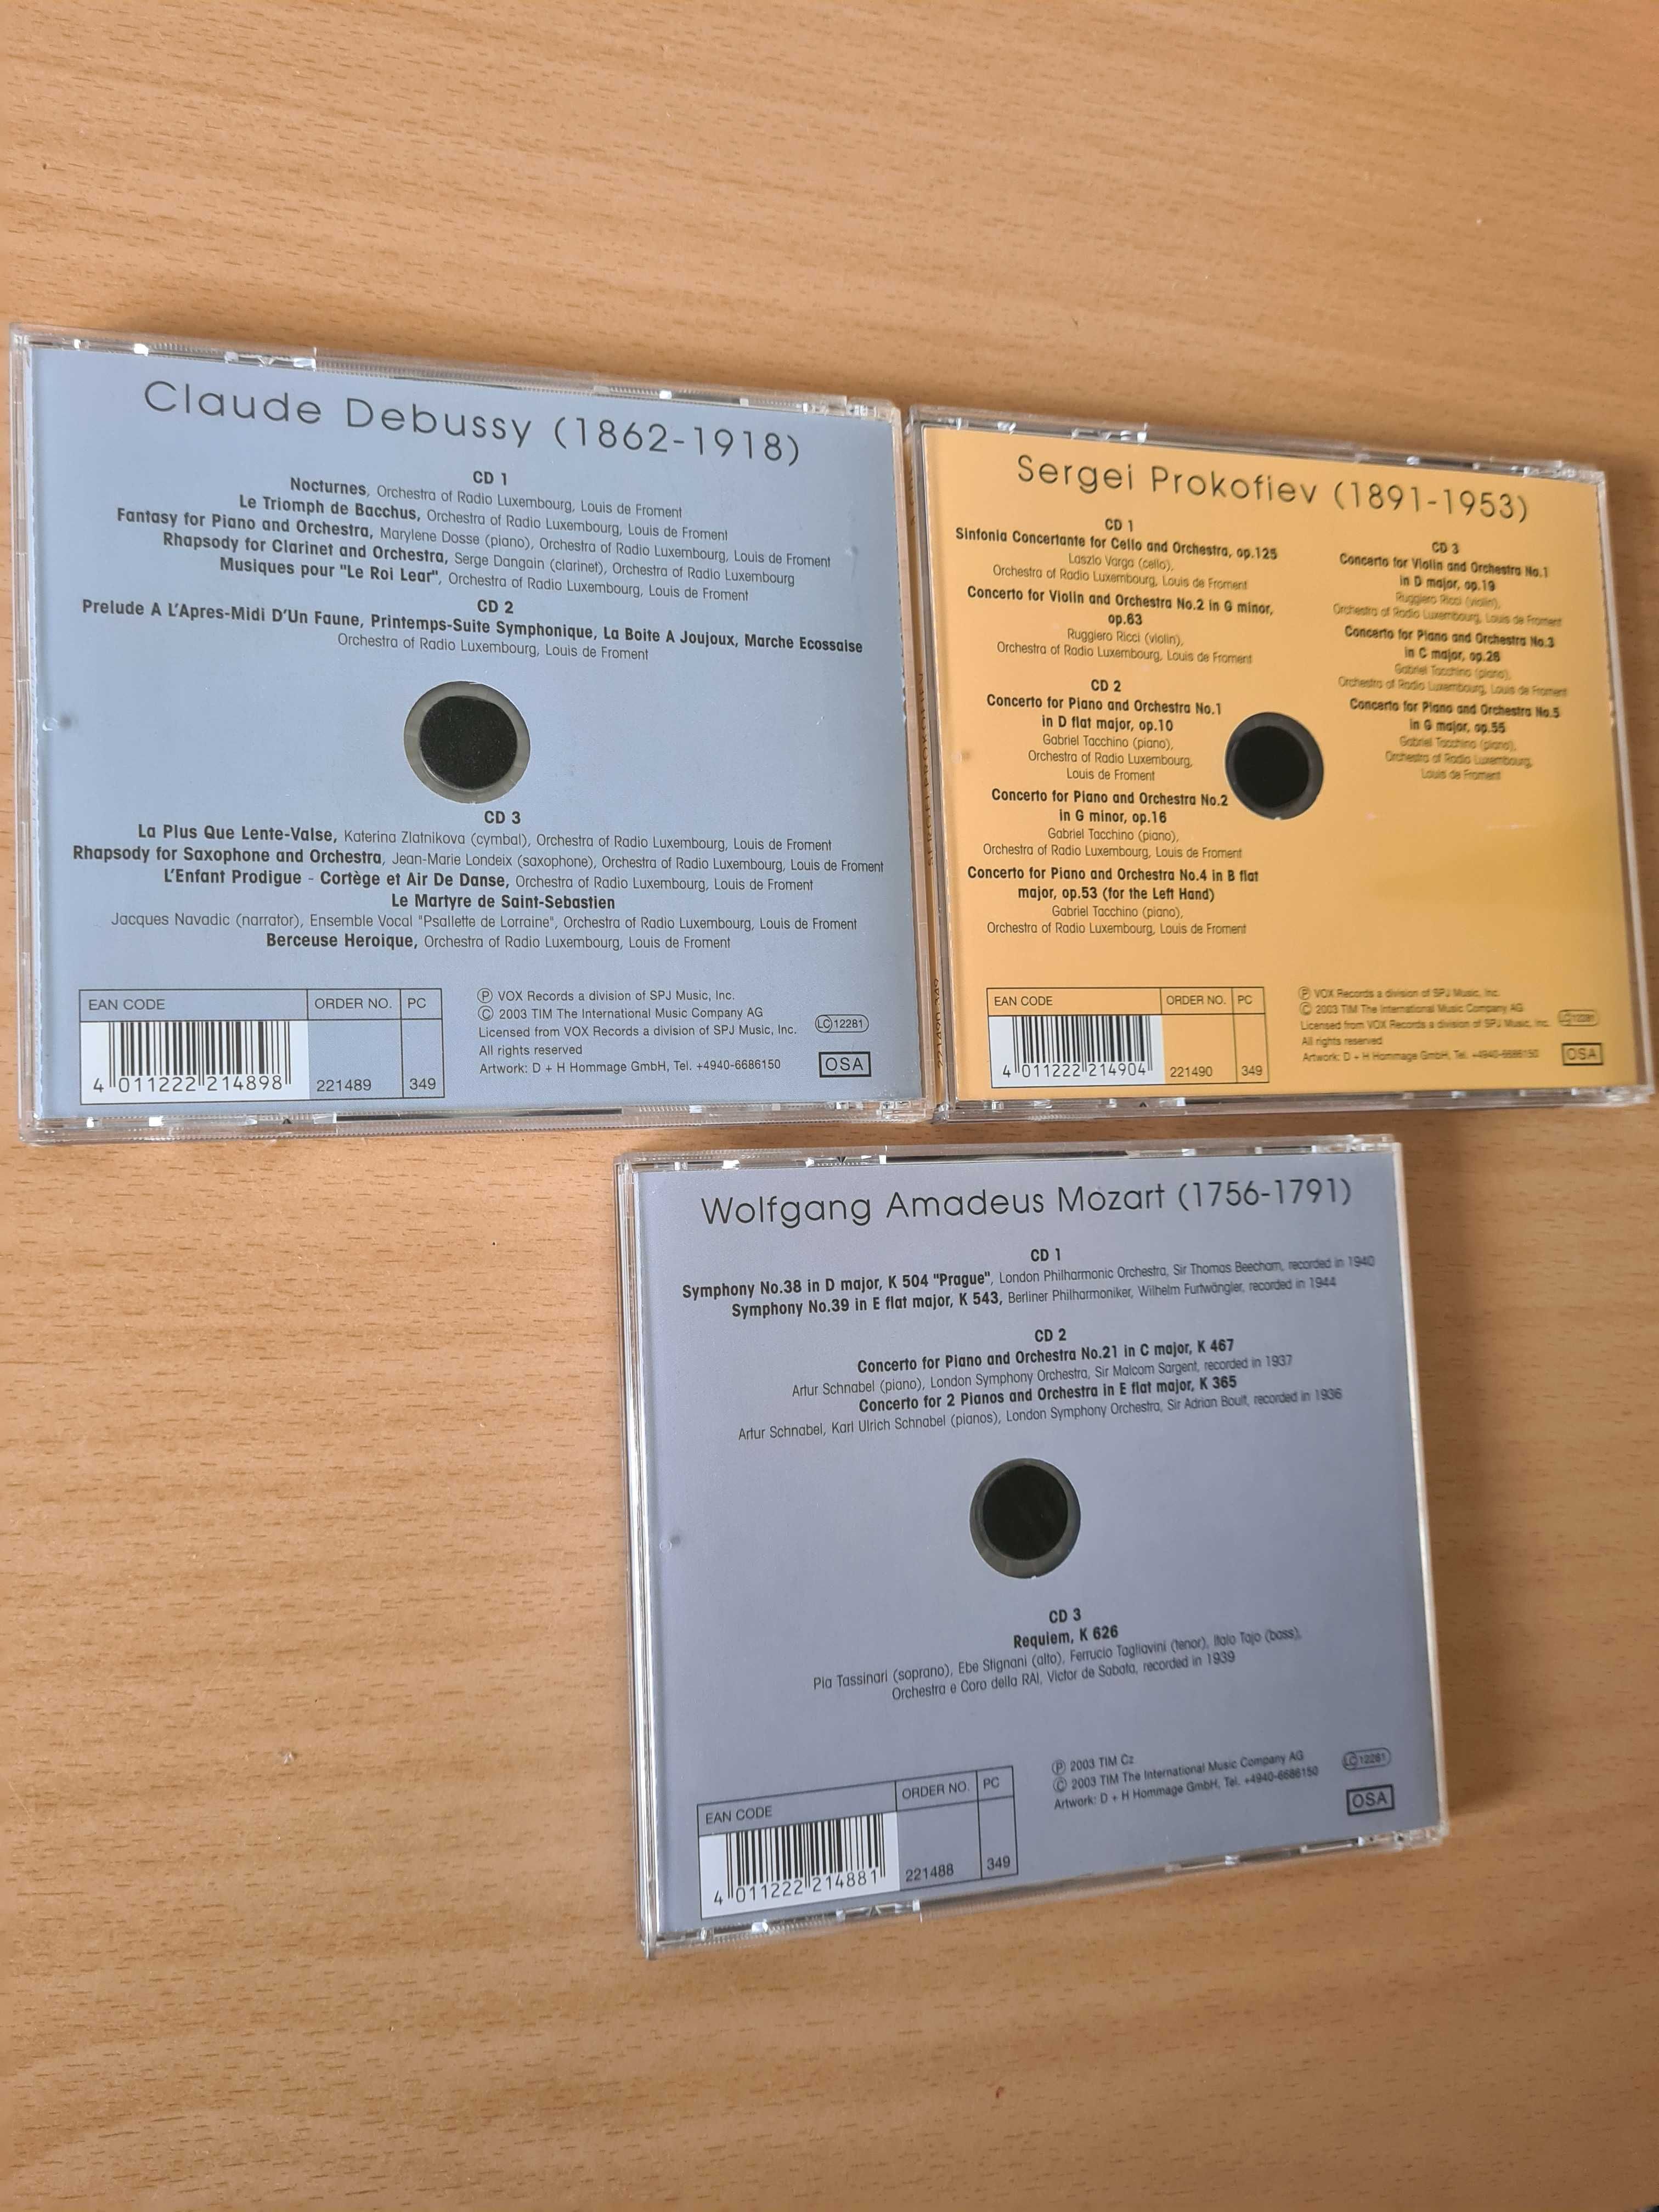 Claude Debussy (1862-1918)
CD 1
Nocturnes, Orchestra of Radio Luxembourg, Louis de Froment
Le Triomph de Bacchus, Orchestra of Radio Luxembourg, Louis de Froment
Fantasy for Piano and Orchestra, Marylene Dosse (piano), Orchestra of Radio Luxembourg, Louis de Froment
Rhapsody for Clarinet and Orchestra, Serge Dangain (clarinet), Orchestra of Radio Luxembourg
Musiques pour "Le Roi Lear", Orchestra of Radio Luxembourg, Louis de Froment
CD 2
Prelude A L'Apres-Midi D'Un Faune, Printemps-Suite Symphonique, La Boite A Joujoux, Marche Ecossaise
Orchestra of Radio Luxembourg, Louis de Froment
CD 3
La Plus Que Lente-Valse, Katerina Zlatnikova (cymbal), Orchestra of Radio Luxembourg, Louis de Froment
Rhapsody for Saxophone and Orchestra, Jean-Marie Londeix (saxophone), Orchestra of Radio Luxembourg, Louis de Froment
L'Enfant Prodigue - Cortège et Air De Danse, Orchestra of Radio Luxembourg, Louis de Froment
Le Martyre de Saint-Sebastien
Jacques Navadic (narrator), Ensemble Vocal "Psallette de Lorraine", Orchestra of Radio Luxembourg, Louis de Froment
Berceuse Heroique, Orchestra of Radio Luxembourg, Louis de Froment
EAN CODE
ORDER NO.
PC
4 011222 214898
221489
349
Ⓟ VOX Records a division of SPJ Music, Inc.
Ⓒ 2003 TIM The International Music Company AG
Licensed from VOX Records a division of SPJ Music, Inc.
All rights reserved
Artwork: D + H Hommage GmbH, Tel. +4940-6686150
LC 12281
OSA
Sergei Prokofiev (1891-1953)
CD 1
Sinfonia Concertante for Cello and Orchestra, op.125
Laszlo Varga (cello),
Orchestra of Radio Luxembourg, Louis de Froment
Concerto for Violin and Orchestra No.2 in G minor,
op.63
Ruggiero Ricci (violin),
Orchestra of Radio Luxembourg, Louis de Froment
CD 2
Concerto for Piano and Orchestra No.1
in D flat major, op.10
Gabriel Tacchino (piano),
Orchestra of Radio Luxembourg,
Louis de Froment
Concerto for Piano and Orchestra No.2
in G minor, op.16
Gabriel Tacchino (piano),
Orchestra of Radio Luxembourg, Louis de Froment
Concerto for Piano and Orchestra No.4 in B flat
major, op.53 (for the Left Hand)
Gabriel Tacchino (piano),
Orchestra of Radio Luxembourg, Louis de Froment
CD 3
Concerto for Violin and Orchestra No.1
in D major, op.19
Ruggiero Ricci (violin),
Orchestra of Radio Luxembourg, Louis de Froment
Concerto for Piano and Orchestra No.3
in C major, op.26
Gabriel Tacchino (piano),
Orchestra of Radio Luxembourg, Louis de Froment
Concerto for Piano and Orchestra No.5
in G major, op.55
Gabriel Tacchino (piano),
Orchestra of Radio Luxembourg,
Louis de Froment
EAN CODE
ORDER NO.
PC
4 011222 214904
221490
349
Ⓟ VOX Records a division of SPJ Music, Inc.
Ⓒ 2003 TIM The International Music Company AG
Licensed from VOX Records a division of SPJ Music, Inc.
All rights reserved
Artwork: D + H Hommage GmbH, Tel. +4940-6686150
LC 12281
OSA
Wolfgang Amadeus Mozart (1756-1791)
CD 1
Symphony No.38 in D major, K 504 "Prague", London Philharmonic Orchestra, Sir Thomas Beecham, recorded in 1940
Symphony No.39 in E flat major, K 543, Berliner Philharmoniker, Wilhelm Furtwängler, recorded in 1944
CD 2
Concerto for Piano and Orchestra No.21 in C major, K 467
Artur Schnabel (piano), London Symphony Orchestra, Sir Malcom Sargent, recorded in 1937
Concerto for 2 Pianos and Orchestra in E flat major, K 365
Artur Schnabel, Karl Ulrich Schnabel (pianos), London Symphony Orchestra, Sir Adrian Boult, recorded in 1936
CD 3
Requiem, K 626
Pia Tassinari (soprano), Ebe Stignani (alto), Ferrucio Tagliavini (tenor), Italo Tajo (bass),
Orchestra e Coro della RAI, Victor de Sabata, recorded in 1939
EAN CODE
ORDER NO.
PC
4 011222 214881
221488
349
Ⓟ 2003 TIM Cz
Ⓒ 2003 TIM The International Music Company AG
Artwork: D + H Hommage GmbH, Tel. +4940-6686150
LC 12281
OSA